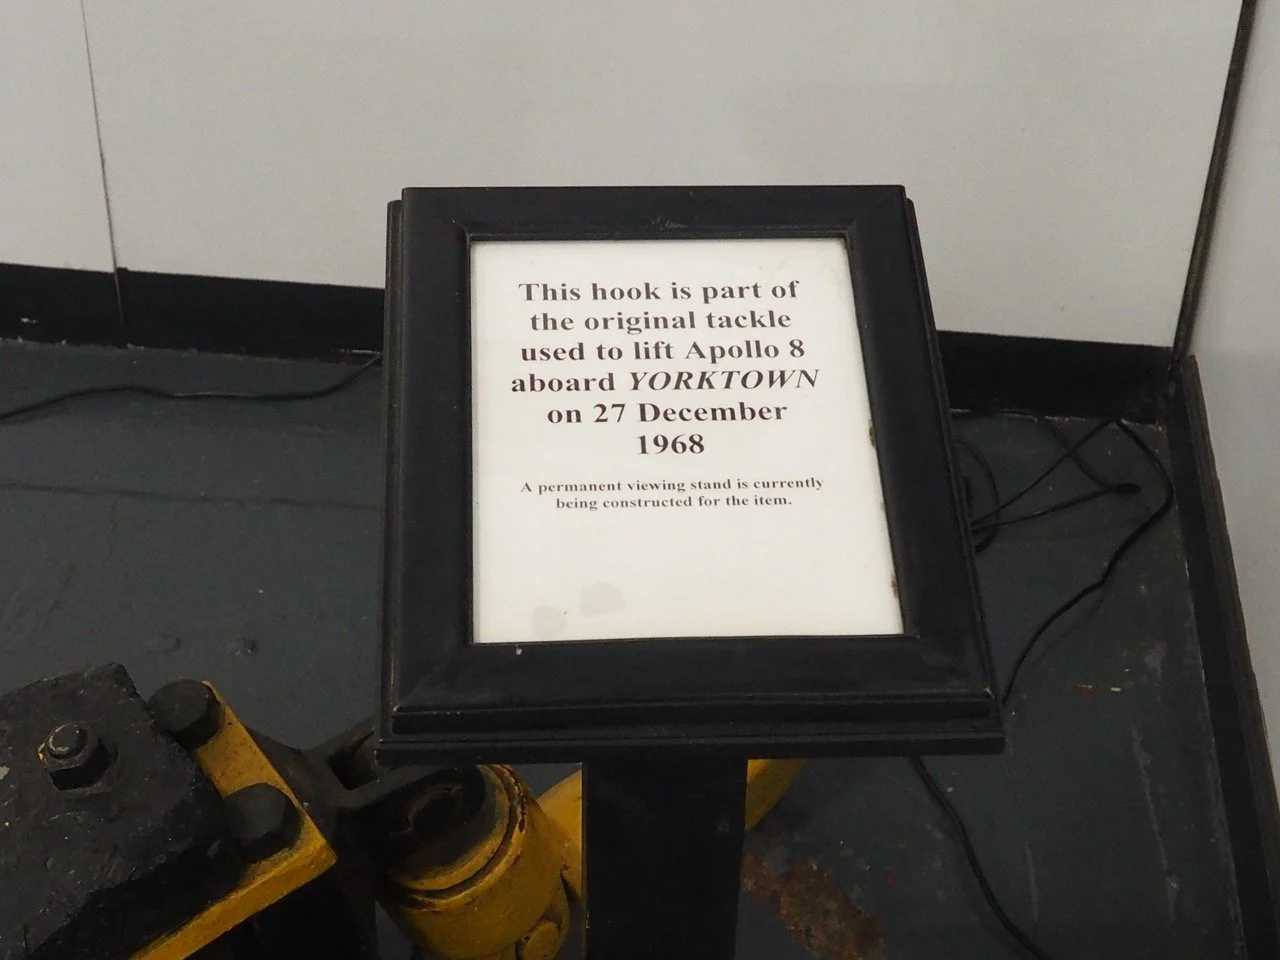 This hook is part of
the original tackle
used to lift Apollo 8
aboard YORKTOWN
on 27 December
1968
A permanent viewing stand is currently
being constructed for the item.